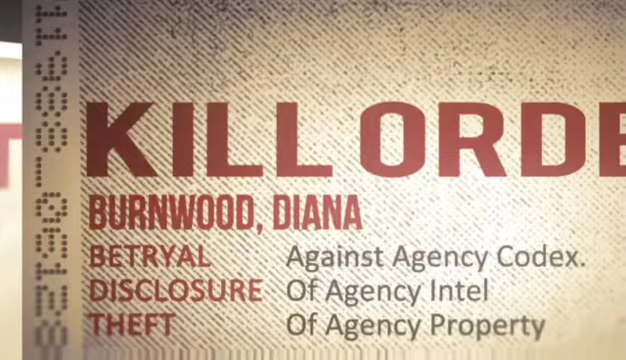 KILL ORDE
BURNWOOD, DIANA
BETRYAL Against Agency Codex.
DISCLOSURE Of Agency Intel
THEFT Of Agency Property